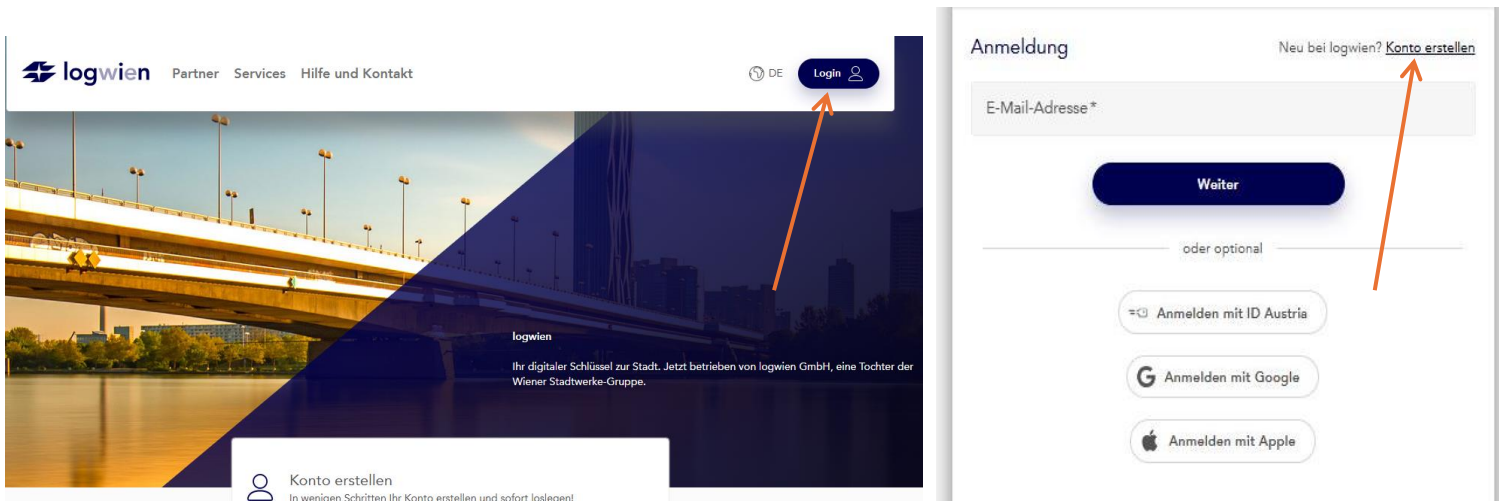 logwien Partner Services Hilfe und Kontakt DE Login
logwien
Ihr digitaler Schlüssel zur Stadt. Jetzt betrieben von logwien GmbH, eine Tochter der
Wiener Stadtwerke-Gruppe.
Konto erstellen
In wenigen Schritten Ihr Konto erstellen und sofort loslegen!
Anmeldung Neu bei logwien? Konto erstellen
E-Mail-Adresse*
Weiter
oder optional
Anmelden mit ID Austria
Anmelden mit Google
Anmelden mit Apple